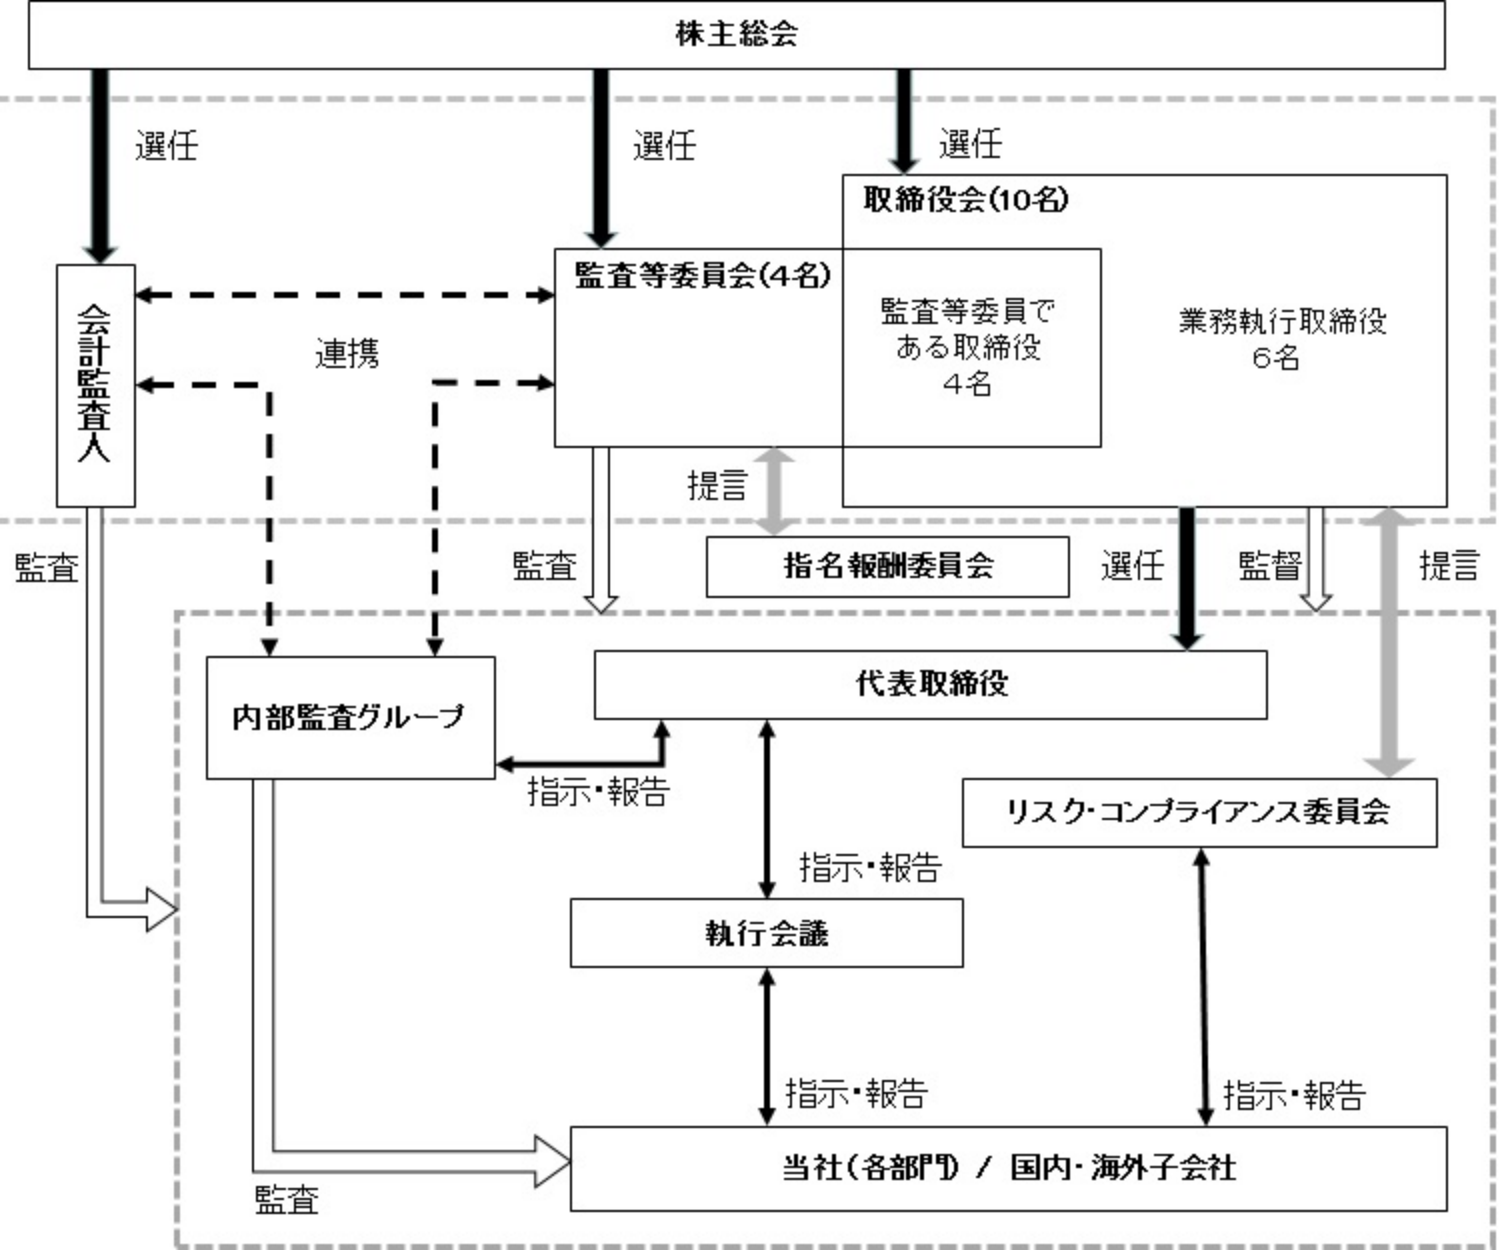 株主総会
選任
選任
選任
取締役会(10名)
監査等委員会(4名)
監査等委員で
ある取締役
4名
業務執行取締役
6名
会計監査人
連携
提言
監査
監査
指名報酬委員会
選任
監督
提言
代表取締役
内部監査グループ
指示・報告
リスク・コンプライアンス委員会
指示・報告
執行会議
指示・報告
指示・報告
当社(各部門) / 国内・海外子会社
監査